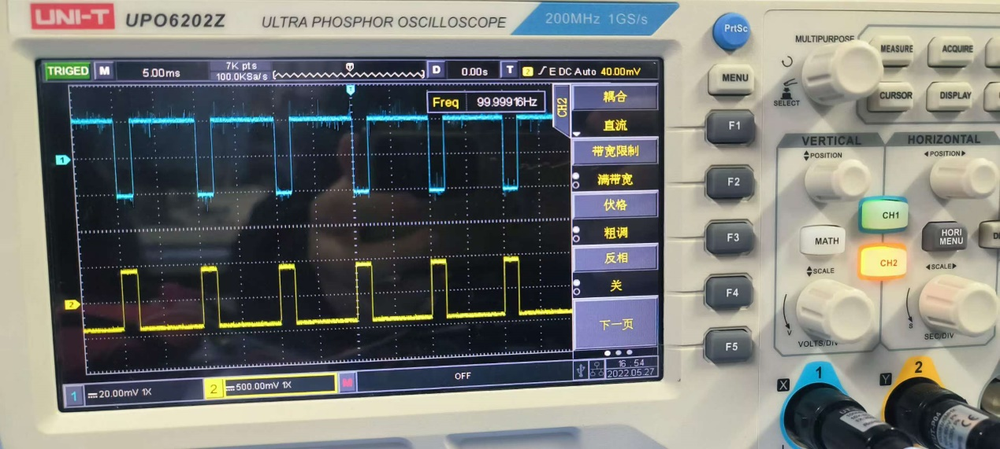 UNI-T UPO6202Z ULTRA PHOSPHOR OSCILLOSCOPE 200MHz 1GS/s
PrtSc
TRIGED M 5.00ms 7K pts D 0.00s T 2 E DC Auto 40.00mV
100.0KSa/s
T
Freq 99.99916Hz
CH2
耦合
直流
带宽限制
满带宽
伏格
粗调
反相
关
下一页
1
2
1 20.00mV 1X 2 500.00mV 1X M OFF
16:54
2022.05.27
MENU
F1
F2
F3
F4
F5
MULTIPURPOSE
SELECT
MEASURE ACQUIRE
CURSOR DISPLAY
VERTICAL HORIZONTAL
POSITION POSITION
CH1
MATH HORI MENU
CH2
SCALE SCALE
V S
VOLTS/DIV SEC/DIV
X 1 Y 2